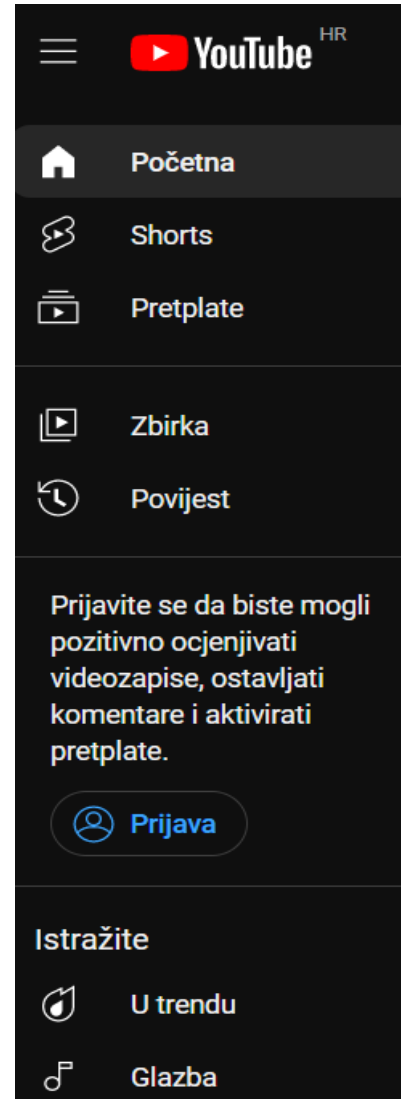 YouTube HR
Početna
Shorts
Pretplate
Zbirka
Povijest
Prijavite se da biste mogli
pozitivno ocjenjivati
videozapise, ostavljati
komentare i aktivirati
pretplate.
Prijava
Istražite
U trendu
Glazba